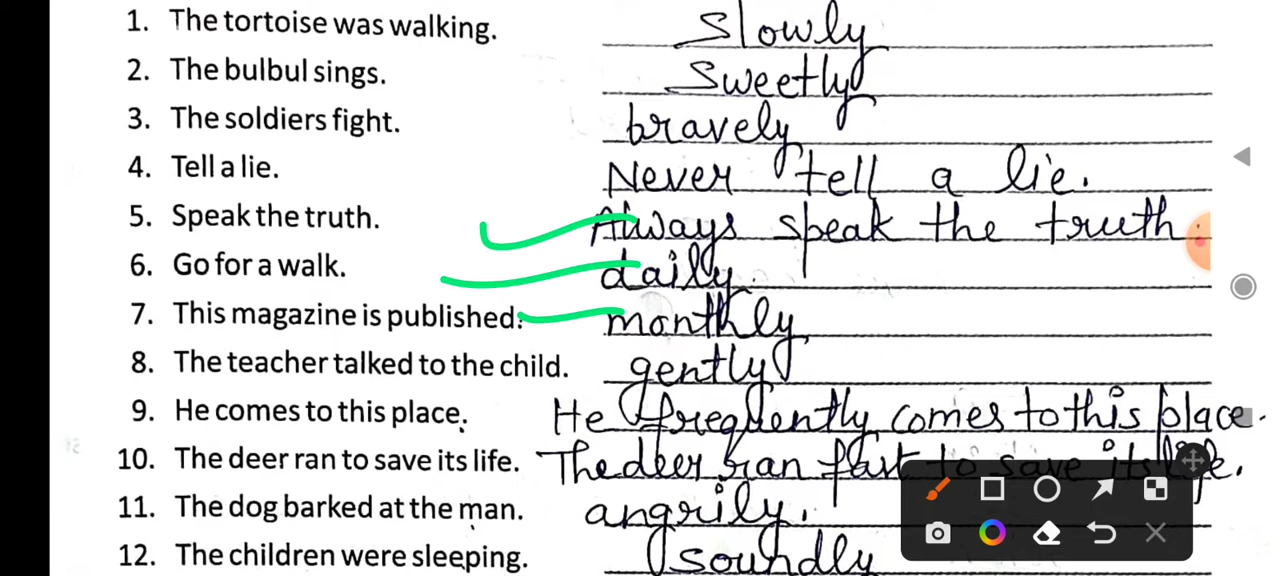 1. The tortoise was walking. Slowly
2. The bulbul sings. Sweetly
3. The soldiers fight. bravely
4. Tell a lie. Never tell a lie.
5. Speak the truth. Always speak the truth.
6. Go for a walk. daily.
7. This magazine is published. monthly
8. The teacher talked to the child. gently
9. He comes to this place. He frequently comes to this place.
10. The deer ran to save its life. The deer ran fast to save its life.
11. The dog barked at the man. angrily.
12. The children were sleeping. soundly